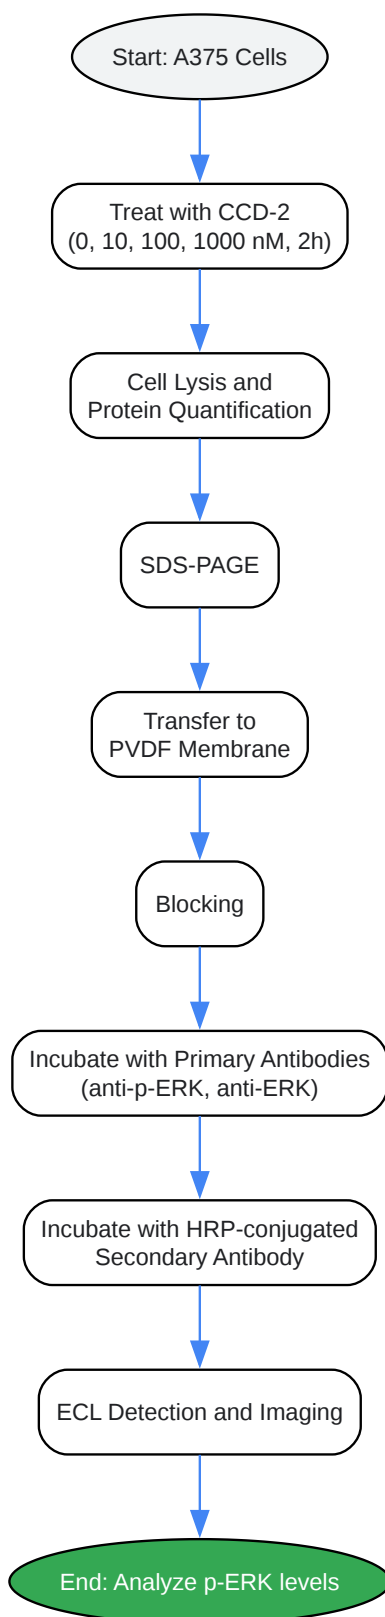 Start: A375 Cells
Treat with CCD-2
(0, 10, 100, 1000 nM, 2h)
Cell Lysis and
Protein Quantification
SDS-PAGE
Transfer to
PVDF Membrane
Blocking
Incubate with Primary Antibodies
(anti-p-ERK, anti-ERK)
Incubate with HRP-conjugated
Secondary Antibody
ECL Detection and Imaging
End: Analyze p-ERK levels